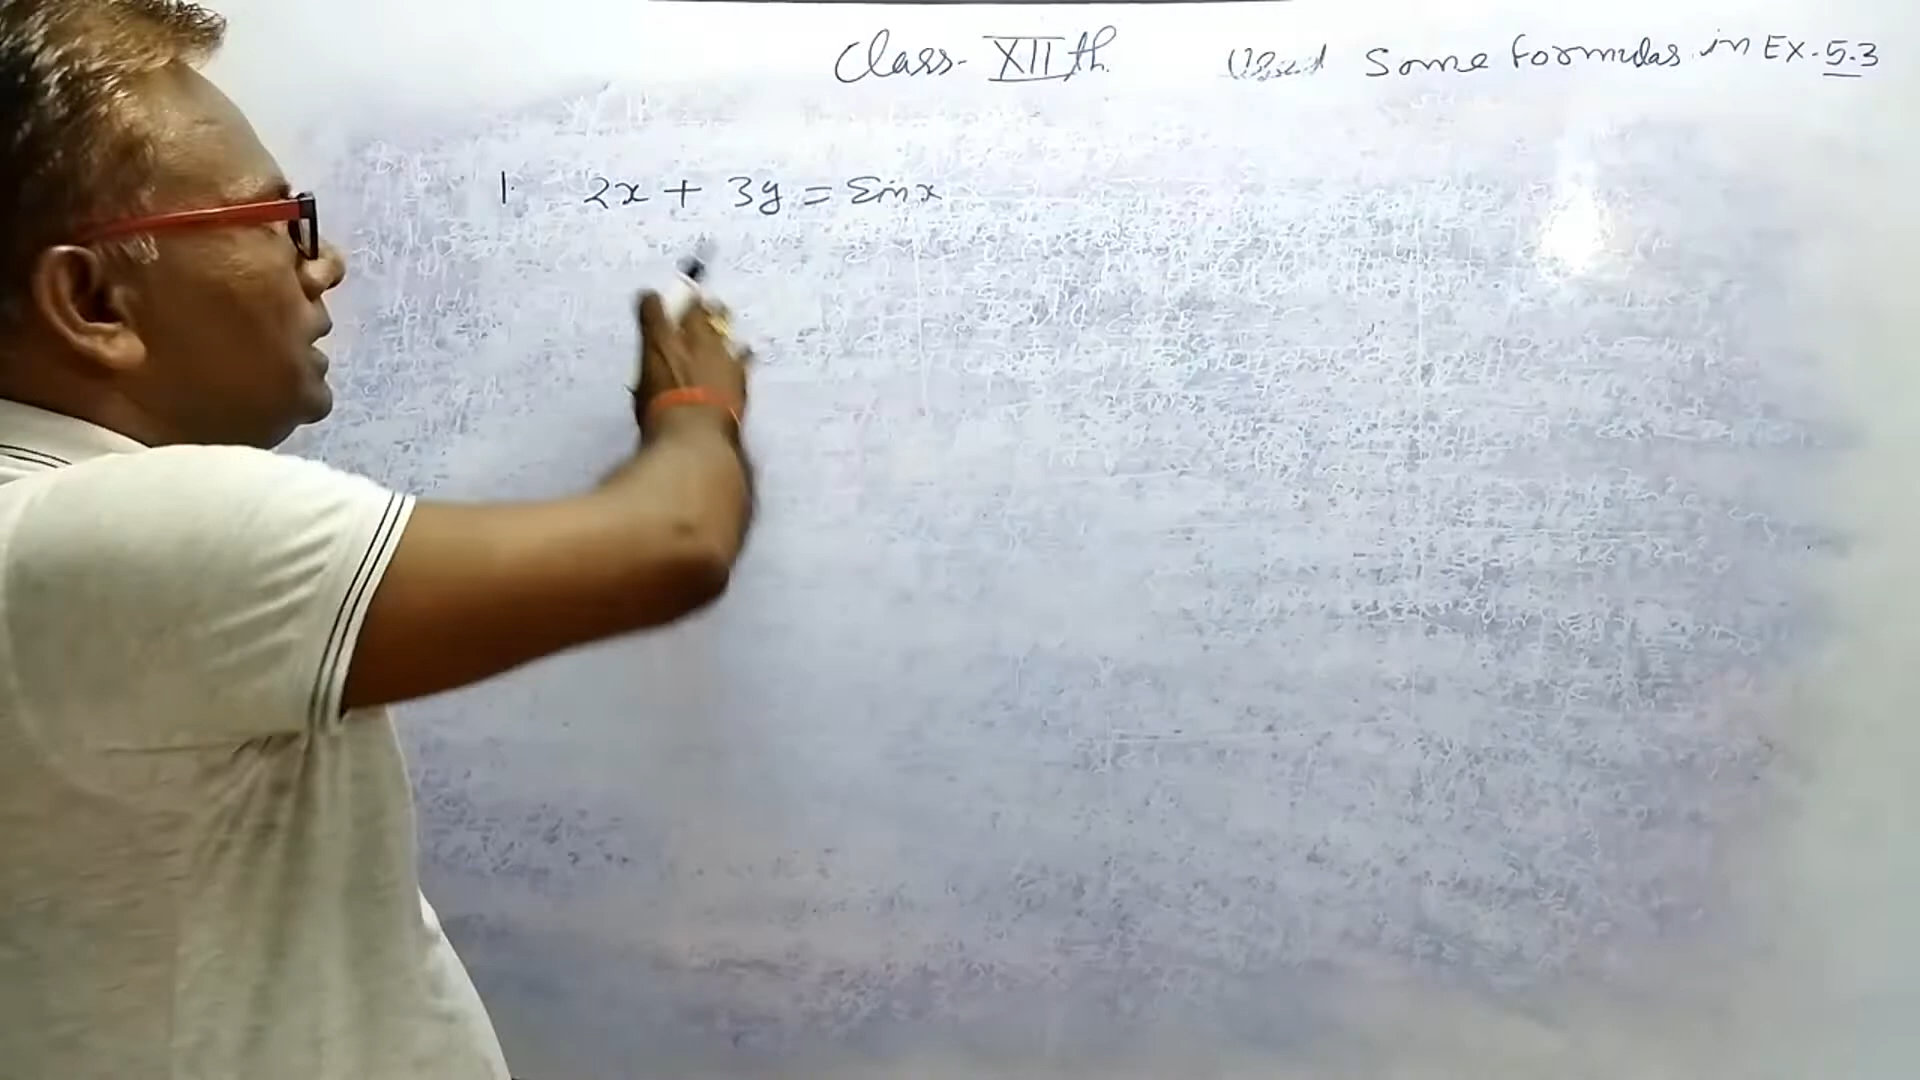 Class- XIIth Used Some formulas in EX-5.3
1. 2x + 3y = Sinx